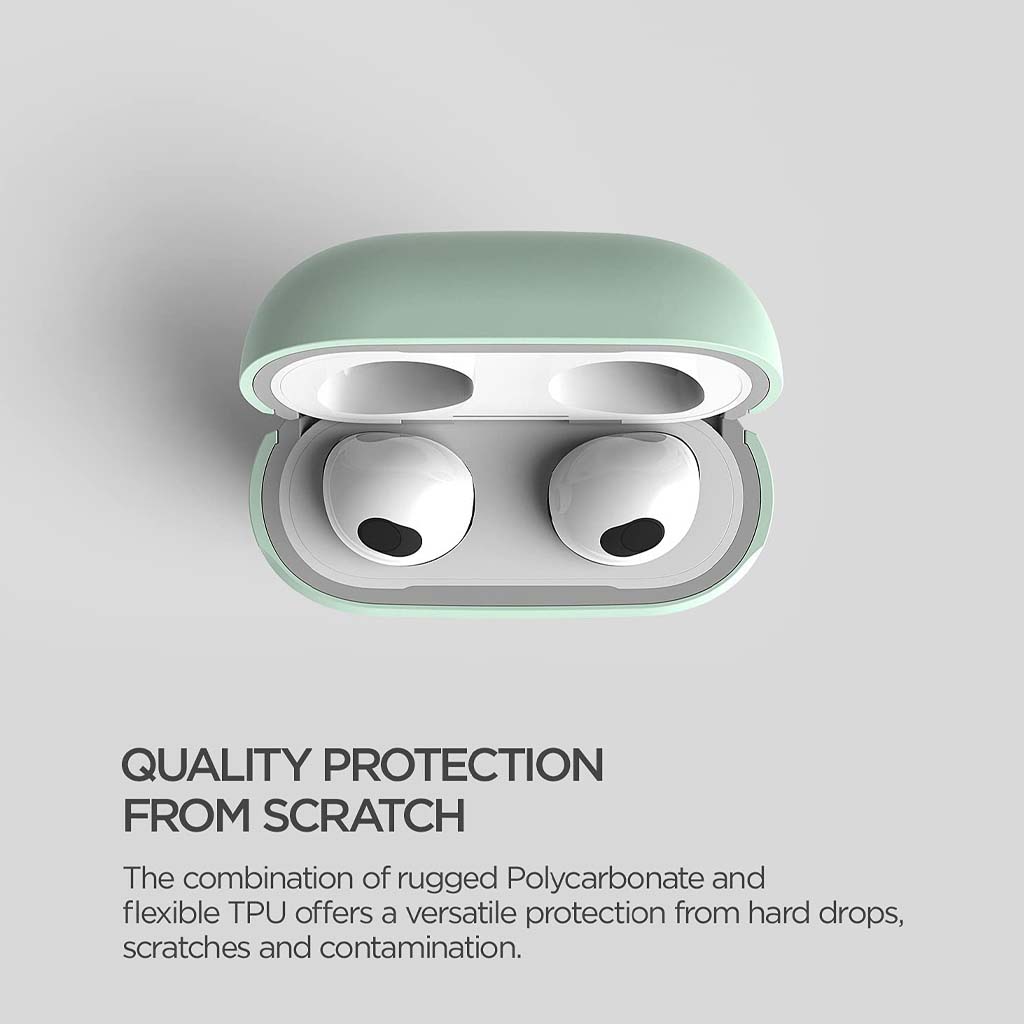 QUALITY PROTECTION
FROM SCRATCH
The combination of rugged Polycarbonate and
flexible TPU offers a versatile protection from hard drops,
scratches and contamination.